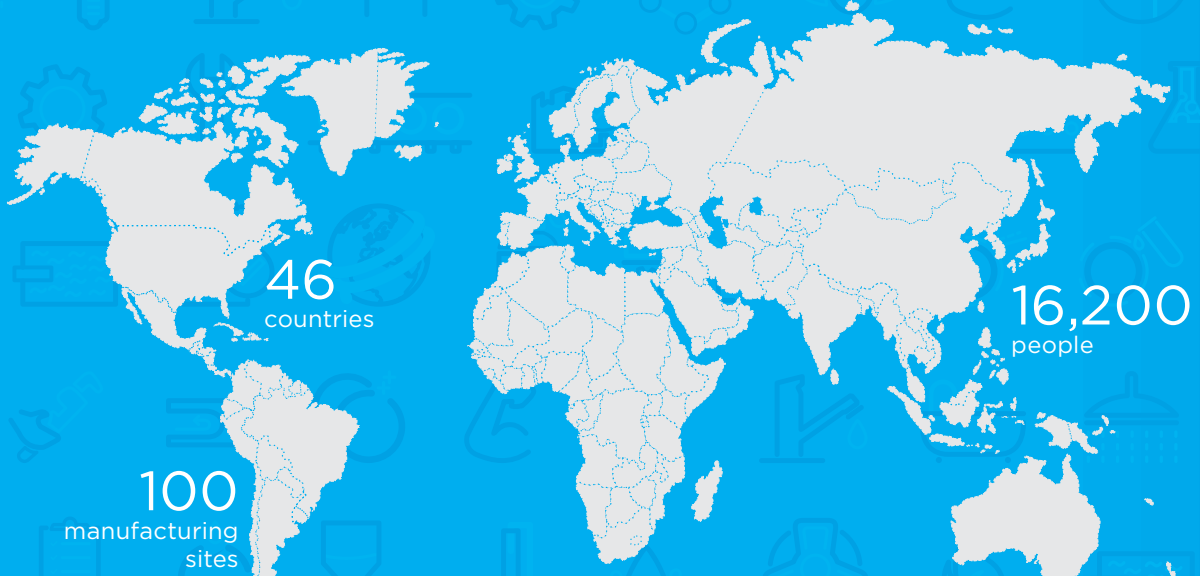 46
countries
16,200
people
100
manufacturing
sites